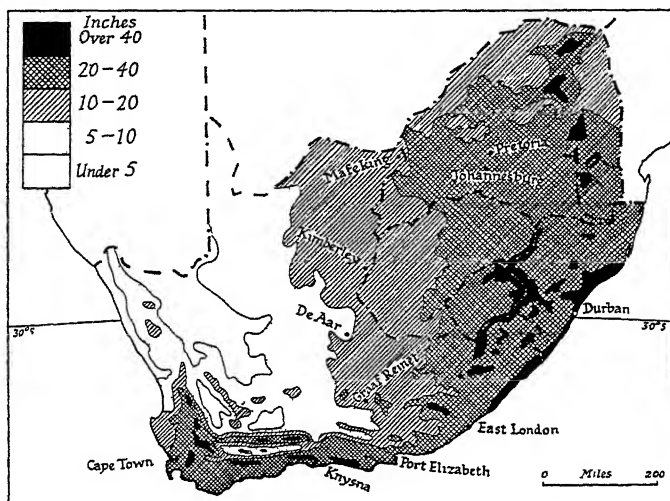 Inches
Over 40
20-40
10-20
5-10
Under 5
Pretoria
Mafeking
Johannesburg
Kimberley
Durban
De Aar
30°S
30°S
Graaf Reinet
East London
Cape Town
Port Elizabeth
Knysna
0 Miles 200